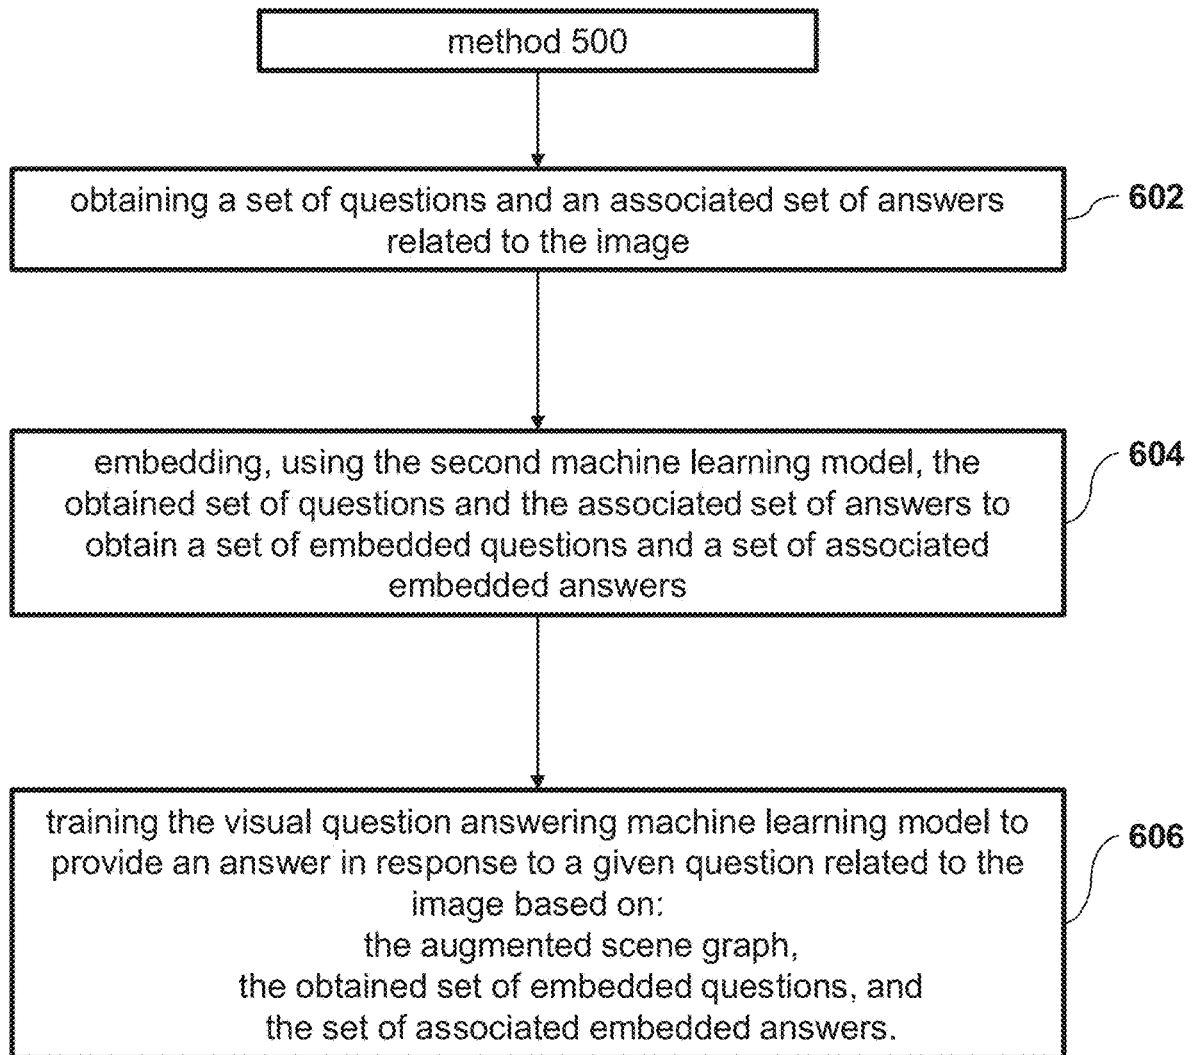 method 500
obtaining a set of questions and an associated set of answers
related to the image
602
embedding, using the second machine learning model, the
obtained set of questions and the associated set of answers to
obtain a set of embedded questions and a set of associated
embedded answers
604
training the visual question answering machine learning model to
provide an answer in response to a given question related to the
image based on:
the augmented scene graph,
the obtained set of embedded questions, and
the set of associated embedded answers.
606